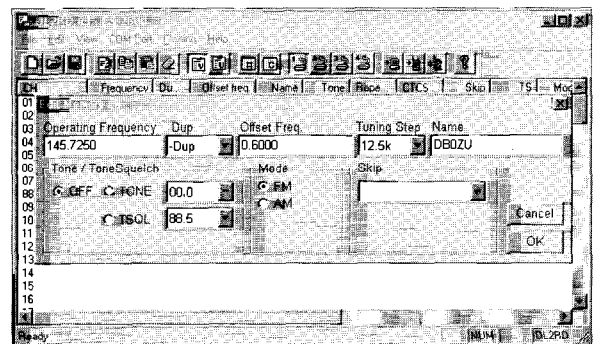 File Edit View COM Port Help
CH Frequency Du... Offset freq. Name Tone Rope. CTCS Skip TS Moc
01
02
03 Operating Frequency Dup Offset Freq. Tuning Step Name
04 145.7250 -Dup 0.6000 12.5k DB0ZU
05
06 Tone / ToneSquelch Mode Skip
07
08 OFF TONE 00.0 FM
09 AM
10 TSQL 88.5 Cancel
11
12 OK
13
14
15
16
Ready NUM DL2RD